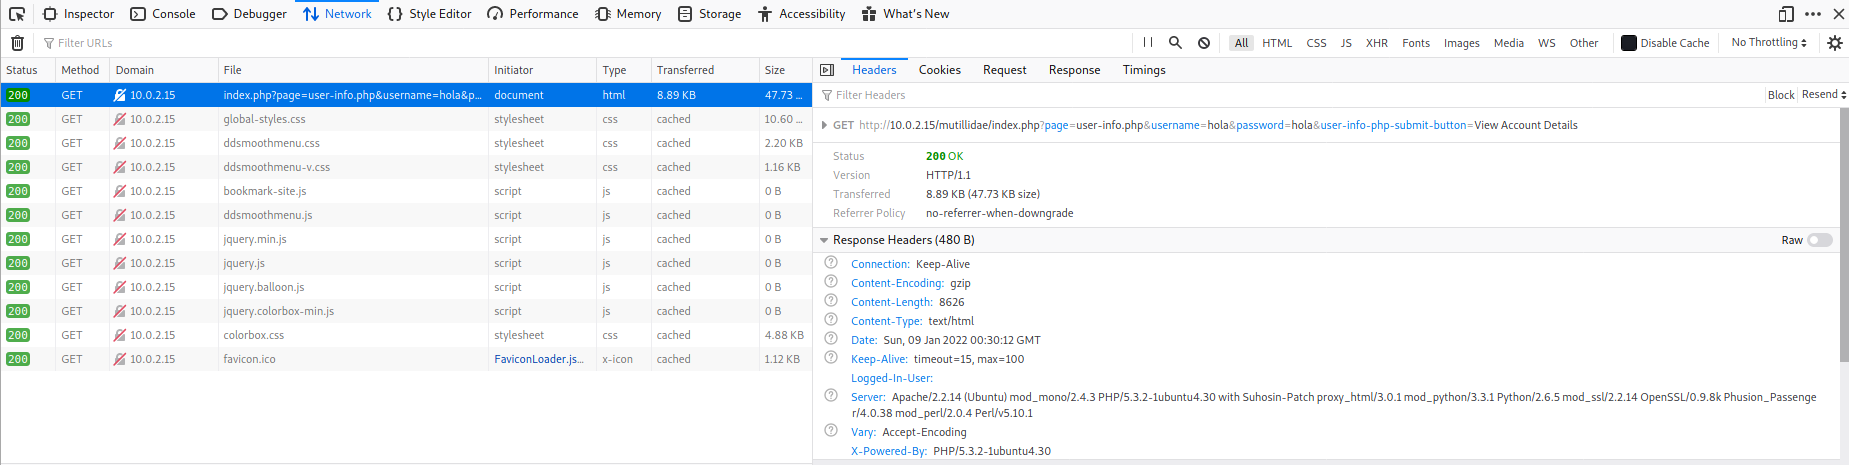 Inspector Console Debugger Network Style Editor Performance Memory Storage Accessibility What's New
Filter URLs All HTML CSS JS XHR Fonts Images Media WS Other Disable Cache No Throttling
Status Method Domain File Initiator Type Transferred Size
200 GET 10.0.2.15 index.php?page=user-info.php&username=hola&p… document html 8.89 KB 47.73 …
200 GET 10.0.2.15 global-styles.css stylesheet css cached 10.60 …
200 GET 10.0.2.15 ddsmoothmenu.css stylesheet css cached 2.20 KB
200 GET 10.0.2.15 ddsmoothmenu-v.css stylesheet css cached 1.16 KB
200 GET 10.0.2.15 bookmark-site.js script js cached 0 B
200 GET 10.0.2.15 ddsmoothmenu.js script js cached 0 B
200 GET 10.0.2.15 jquery.min.js script js cached 0 B
200 GET 10.0.2.15 jquery.js script js cached 0 B
200 GET 10.0.2.15 jquery.balloon.js script js cached 0 B
200 GET 10.0.2.15 jquery.colorbox-min.js script js cached 0 B
200 GET 10.0.2.15 colorbox.css stylesheet css cached 4.88 KB
200 GET 10.0.2.15 favicon.ico FaviconLoader.js… x-icon cached 1.12 KB
Headers Cookies Request Response Timings
Filter Headers Block Resend
GET http://10.0.2.15/mutillidae/index.php?page=user-info.php&username=hola&password=hola&user-info-php-submit-button=View Account Details
Status 200 OK
Version HTTP/1.1
Transferred 8.89 KB (47.73 KB size)
Referrer Policy no-referrer-when-downgrade
Response Headers (480 B) Raw
Connection: Keep-Alive
Content-Encoding: gzip
Content-Length: 8626
Content-Type: text/html
Date: Sun, 09 Jan 2022 00:30:12 GMT
Keep-Alive: timeout=15, max=100
Logged-In-User:
Server: Apache/2.2.14 (Ubuntu) mod_mono/2.4.3 PHP/5.3.2-1ubuntu4.30 with Suhosin-Patch proxy_html/3.0.1 mod_python/3.3.1 Python/2.6.5 mod_ssl/2.2.14 OpenSSL/0.9.8k Phusion_Passenge
r/4.0.38 mod_perl/2.0.4 Perl/v5.10.1
Vary: Accept-Encoding
X-Powered-By: PHP/5.3.2-1ubuntu4.30